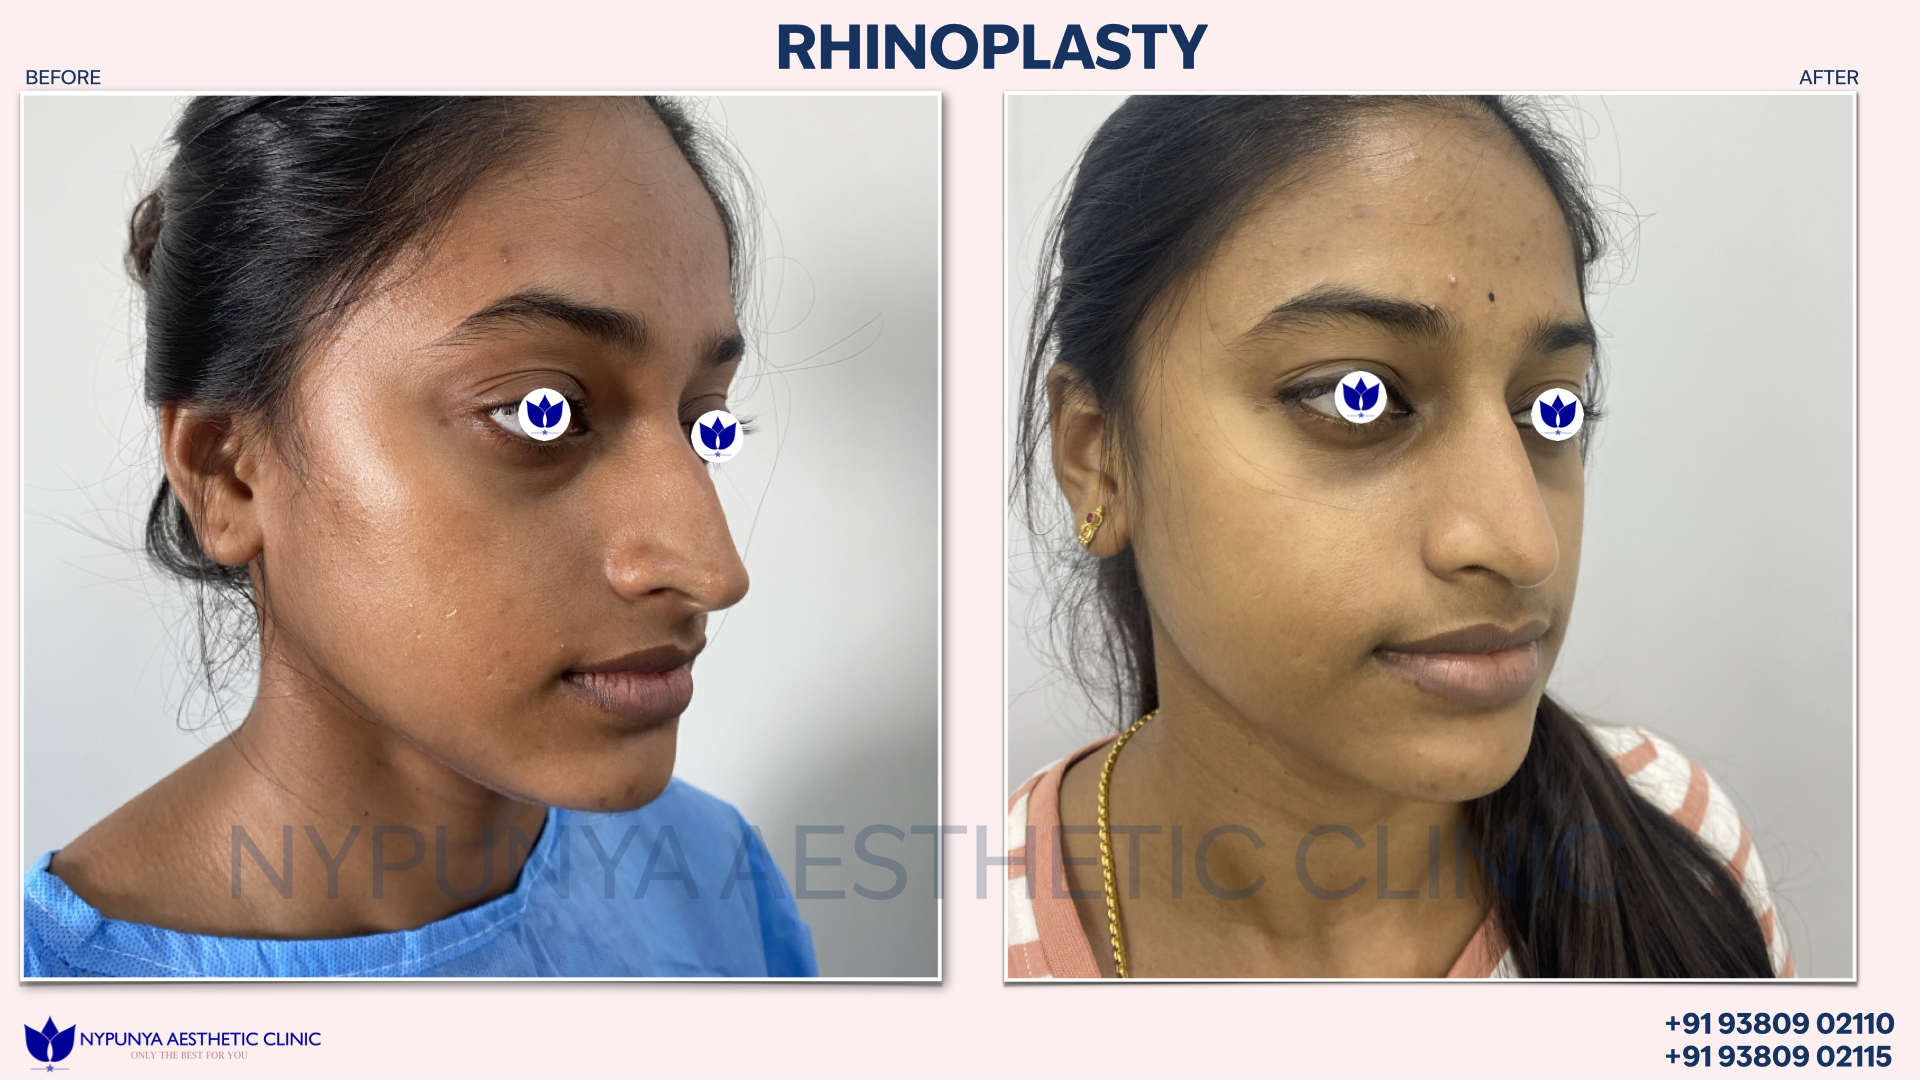 RHINOPLASTY
BEFORE
AFTER
NYPUNYA AESTHETIC CLINIC
NYPUNYA AESTHETIC CLINIC
ONLY THE BEST FOR YOU
+91 93809 02110
+91 93809 02115